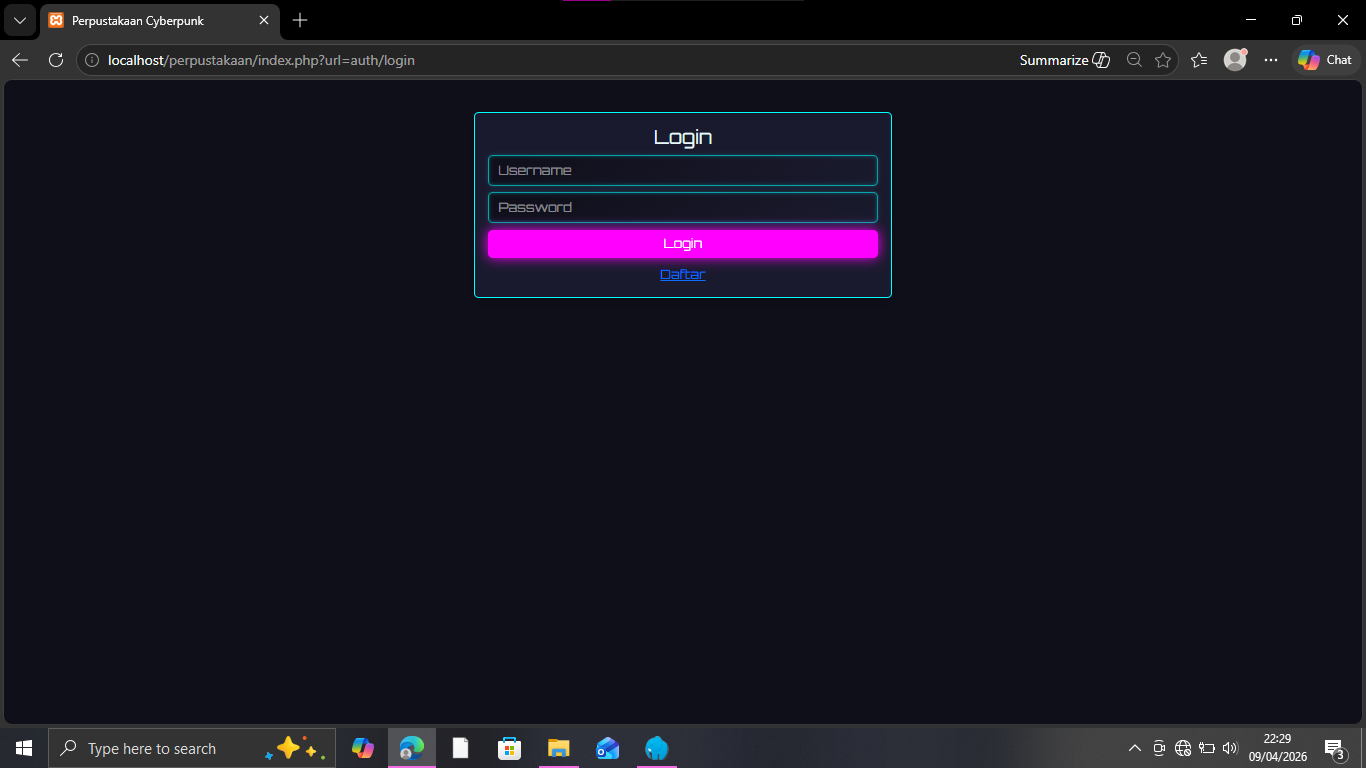 Perpustakaan Cyberpunk
localhost/perpustakaan/index.php?url=auth/login
Summarize
Chat
Login
Username
Password
Login
Daftar
Type here to search
22:29
09/04/2026
3